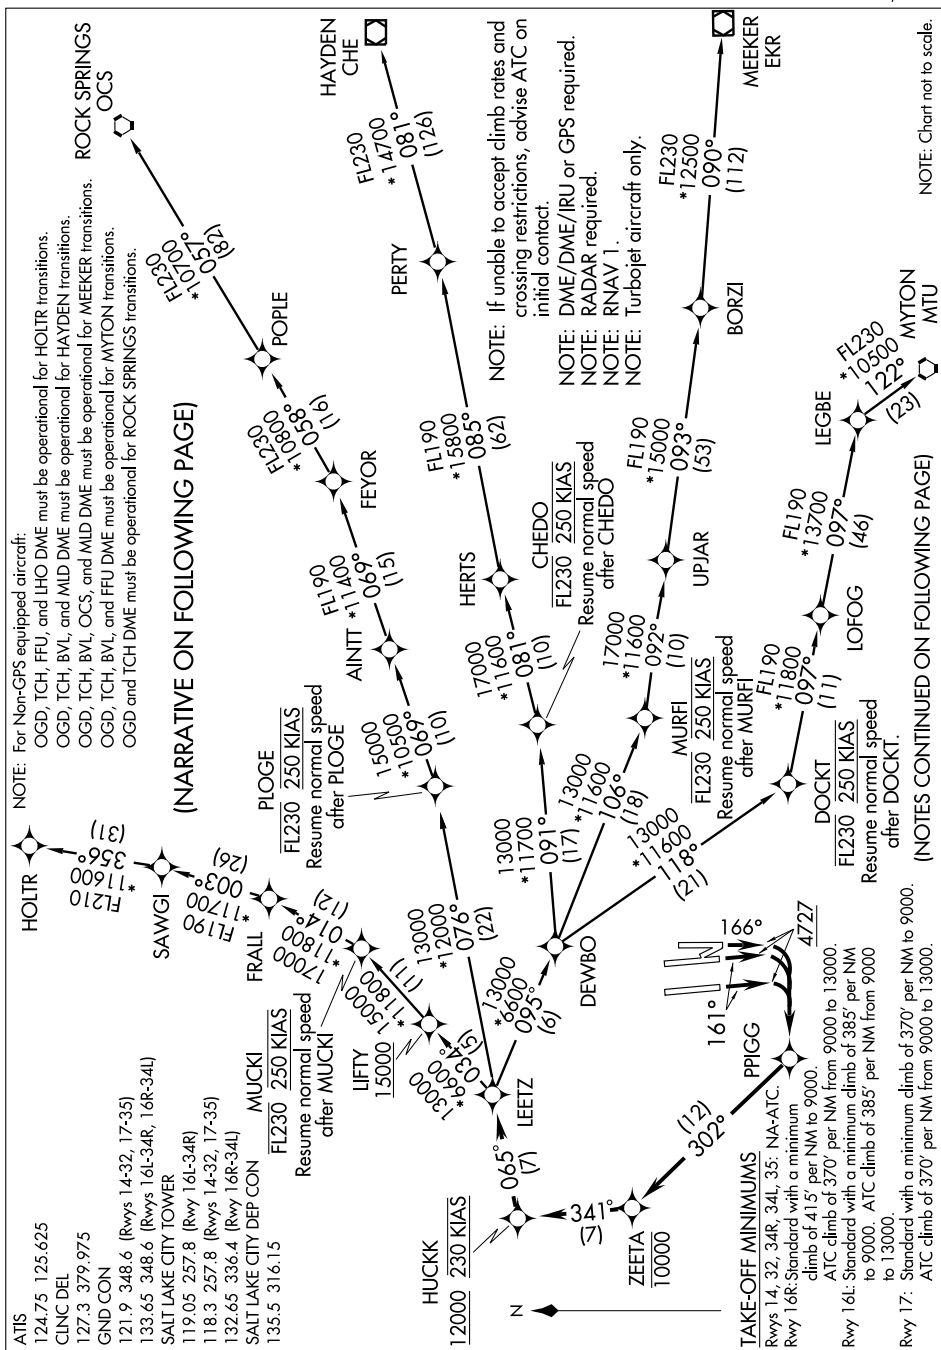 ATIS
124.75 125.625
CLNC DEL
127.3 379.975
GND CON
121.9 348.6 (Rwys 14-32, 17-35)
133.65 348.6 (Rwys 16L-34R, 16R-34L)
SALT LAKE CITY TOWER
119.05 257.8 (Rwy 16L-34R)
118.3 257.8 (Rwys 14-32, 17-35)
132.65 336.4 (Rwy 16R-34L)
SALT LAKE CITY DEP CON
135.5 316.15
NOTE: For Non-GPS equipped aircraft:
OGD, TCH, FFU, and LHO DME must be operational for HOLTR transitions.
OGD, TCH, BVL, and MLD DME must be operational for HAYDEN transitions.
OGD, TCH, BVL, OCS, and MLD DME must be operational for MEEKER transitions.
OGD, TCH, BVL, and FFU DME must be operational for MYTON transitions.
OGD and TCH DME must be operational for ROCK SPRINGS transitions.
(NARRATIVE ON FOLLOWING PAGE)
HOLTR
FL210
*11600
356°
(31)
SAWGI
FL190
*11700
003°
(26)
FRALL
17000
*11800
014°
(12)
MUCKI
FL230 250 KIAS
Resume normal speed
after MUCKI
15000
*11800
(11)
LIFTY
15000
13000
*6600
034°
(5)
LEETZ
065°
(7)
HUCKK
12000 230 KIAS
341°
(7)
ZEETA
10000
302°
(12)
PPIGG
161°
166°
4727
N
13000
*12000
076°
(22)
PLOGE
FL230 250 KIAS
Resume normal speed
after PLOGE
15000
*10500
069°
(10)
AINTT
FL190
*11400
069°
(15)
FEYOR
FL230
*10800
058°
(16)
POPLE
FL230
*10700
057°
(82)
ROCK SPRINGS
OCS
13000
*6600
095°
(6)
DEWBO
13000
*11700
091°
(17)
CHEDO
FL230 250 KIAS
Resume normal speed
after CHEDO
17000
*11600
081°
(10)
HERTS
FL190
*15800
085°
(62)
PERTY
FL230
*14700
081°
(126)
HAYDEN
CHE
NOTE: If unable to accept climb rates and
crossing restrictions, advise ATC on
initial contact.
NOTE: DME/DME/IRU or GPS required.
NOTE: RADAR required.
NOTE: RNAV 1.
NOTE: Turbojet aircraft only.
13000
*11600
106°
(18)
MURFI
FL230 250 KIAS
Resume normal speed
after MURFI
17000
*11600
092°
(10)
UPJAR
FL190
*15000
093°
(53)
BORZI
FL230
*12500
090°
(112)
MEEKER
EKR
13000
*11600
118°
(21)
DOCKT
FL230 250 KIAS
Resume normal speed
after DOCKT.
FL190
*11800
097°
(11)
LOFOG
FL190
*13700
097°
(46)
LEGBE
FL230
*10500
122°
(23)
MYTON
MTU
TAKE-OFF MINIMUMS
Rwys 14, 32, 34R, 34L, 35: NA-ATC.
Rwy 16R: Standard with a minimum
climb of 415' per NM to 9000.
ATC climb of 370' per NM from 9000 to 13000.
Rwy 16L: Standard with a minimum climb of 385' per NM
to 9000. ATC climb of 385' per NM from 9000
to 13000.
Rwy 17: Standard with a minimum climb of 370' per NM to 9000.
ATC climb of 370' per NM from 9000 to 13000.
(NOTES CONTINUED ON FOLLOWING PAGE)
NOTE: Chart not to scale.